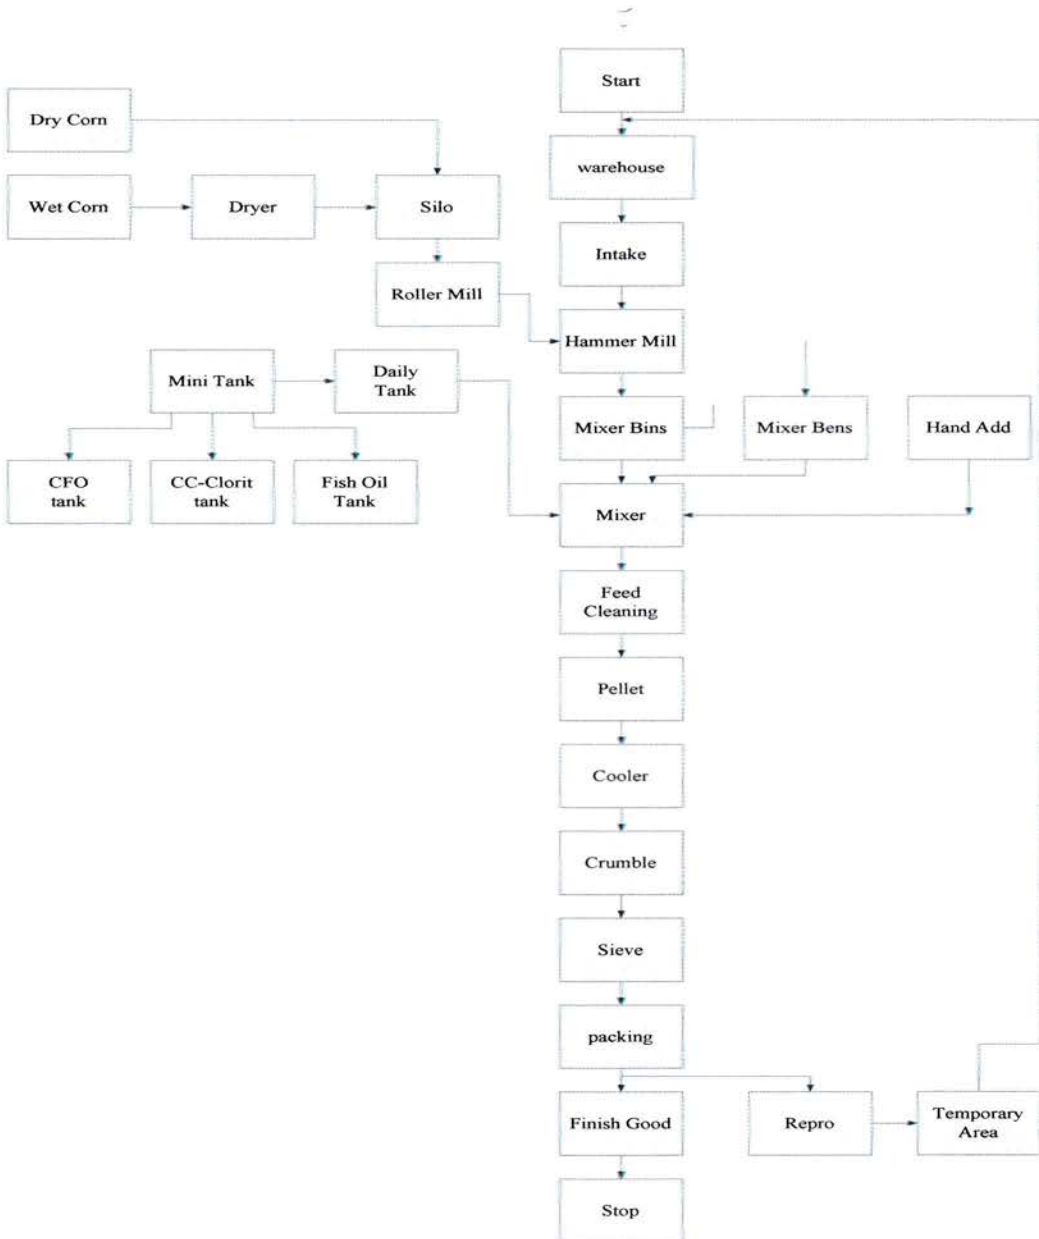 Start
Dry Corn
warehouse
Wet Corn
Dryer
Silo
Intake
Roller Mill
Hammer Mill
Mini Tank
Daily
Tank
Mixer Bins
Mixer Bens
Hand Add
CFO
tank
CC-Clorit
tank
Fish Oil
Tank
Mixer
Feed
Cleaning
Pellet
Cooler
Crumble
Sieve
packing
Finish Good
Repro
Temporary
Area
Stop